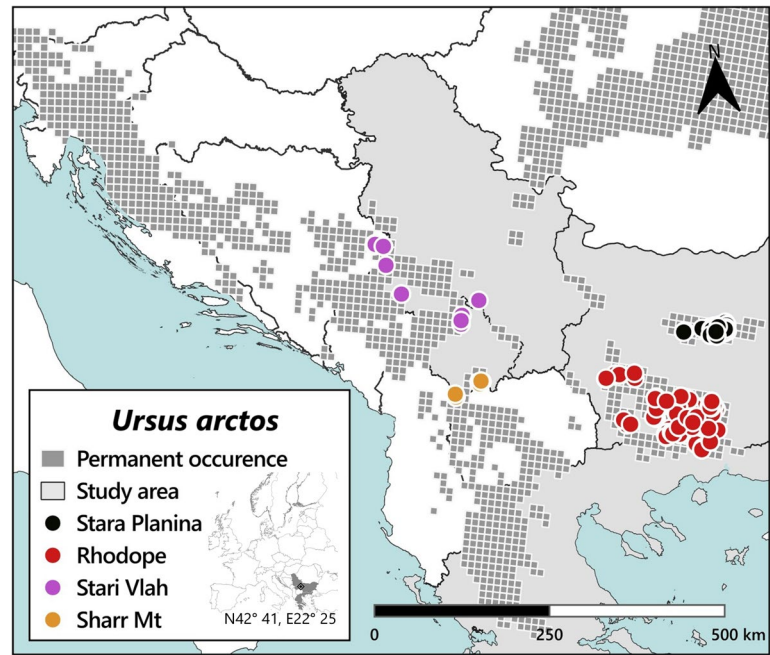 N
Ursus arctos
Permanent occurence
Study area
Stara Planina
Rhodope
Stari Vlah
Sharr Mt
N42° 41, E22° 25
0 250 500 km